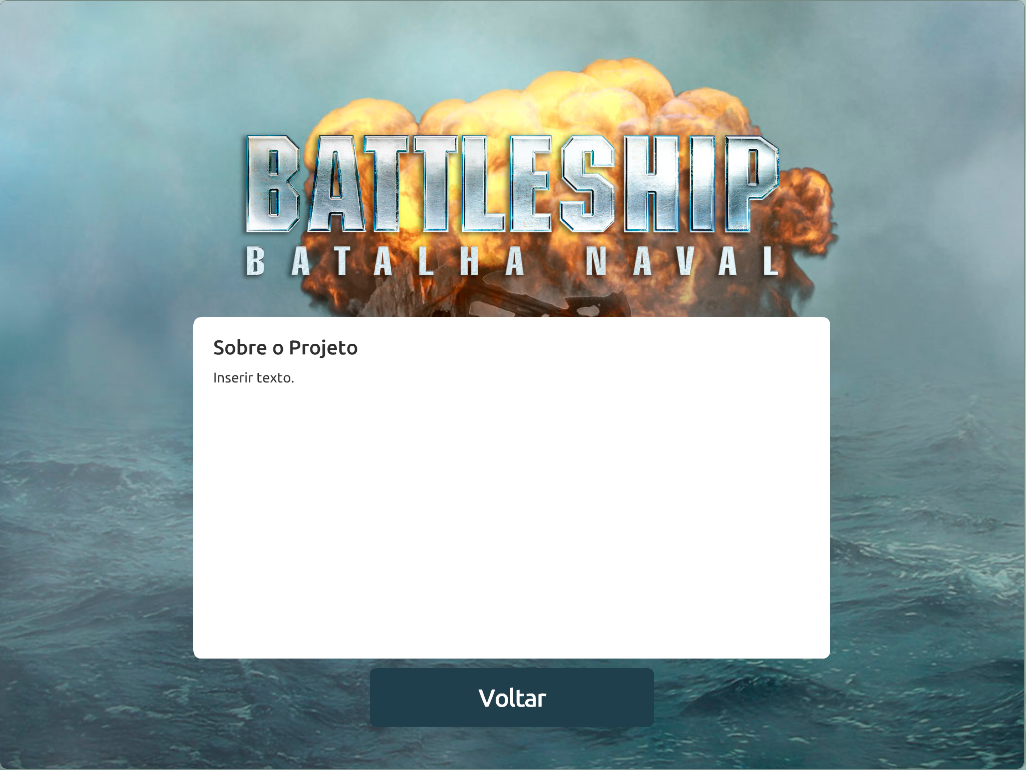 BATTLESHIP
BATALHA NAVAL
Sobre o Projeto
Inserir texto.
Voltar